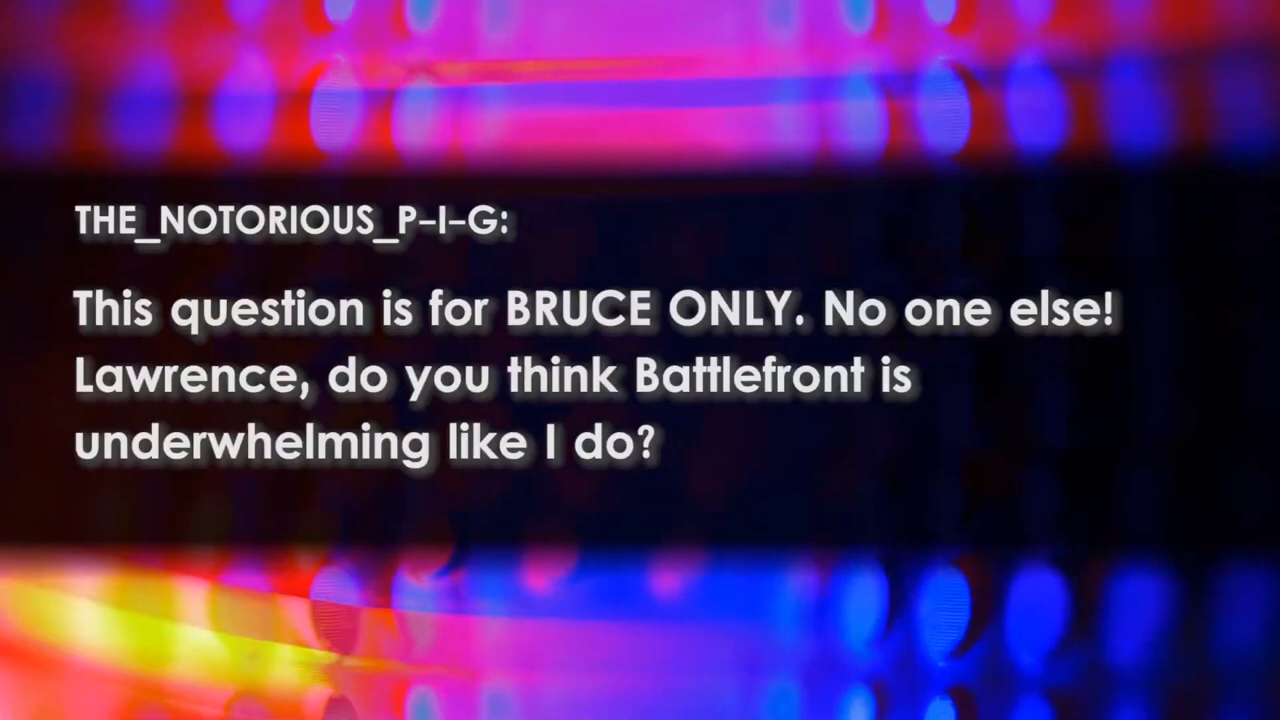 THE_NOTORIOUS_P-I-G:
This question is for BRUCE ONLY. No one else!
Lawrence, do you think Battlefront is
underwhelming like I do?